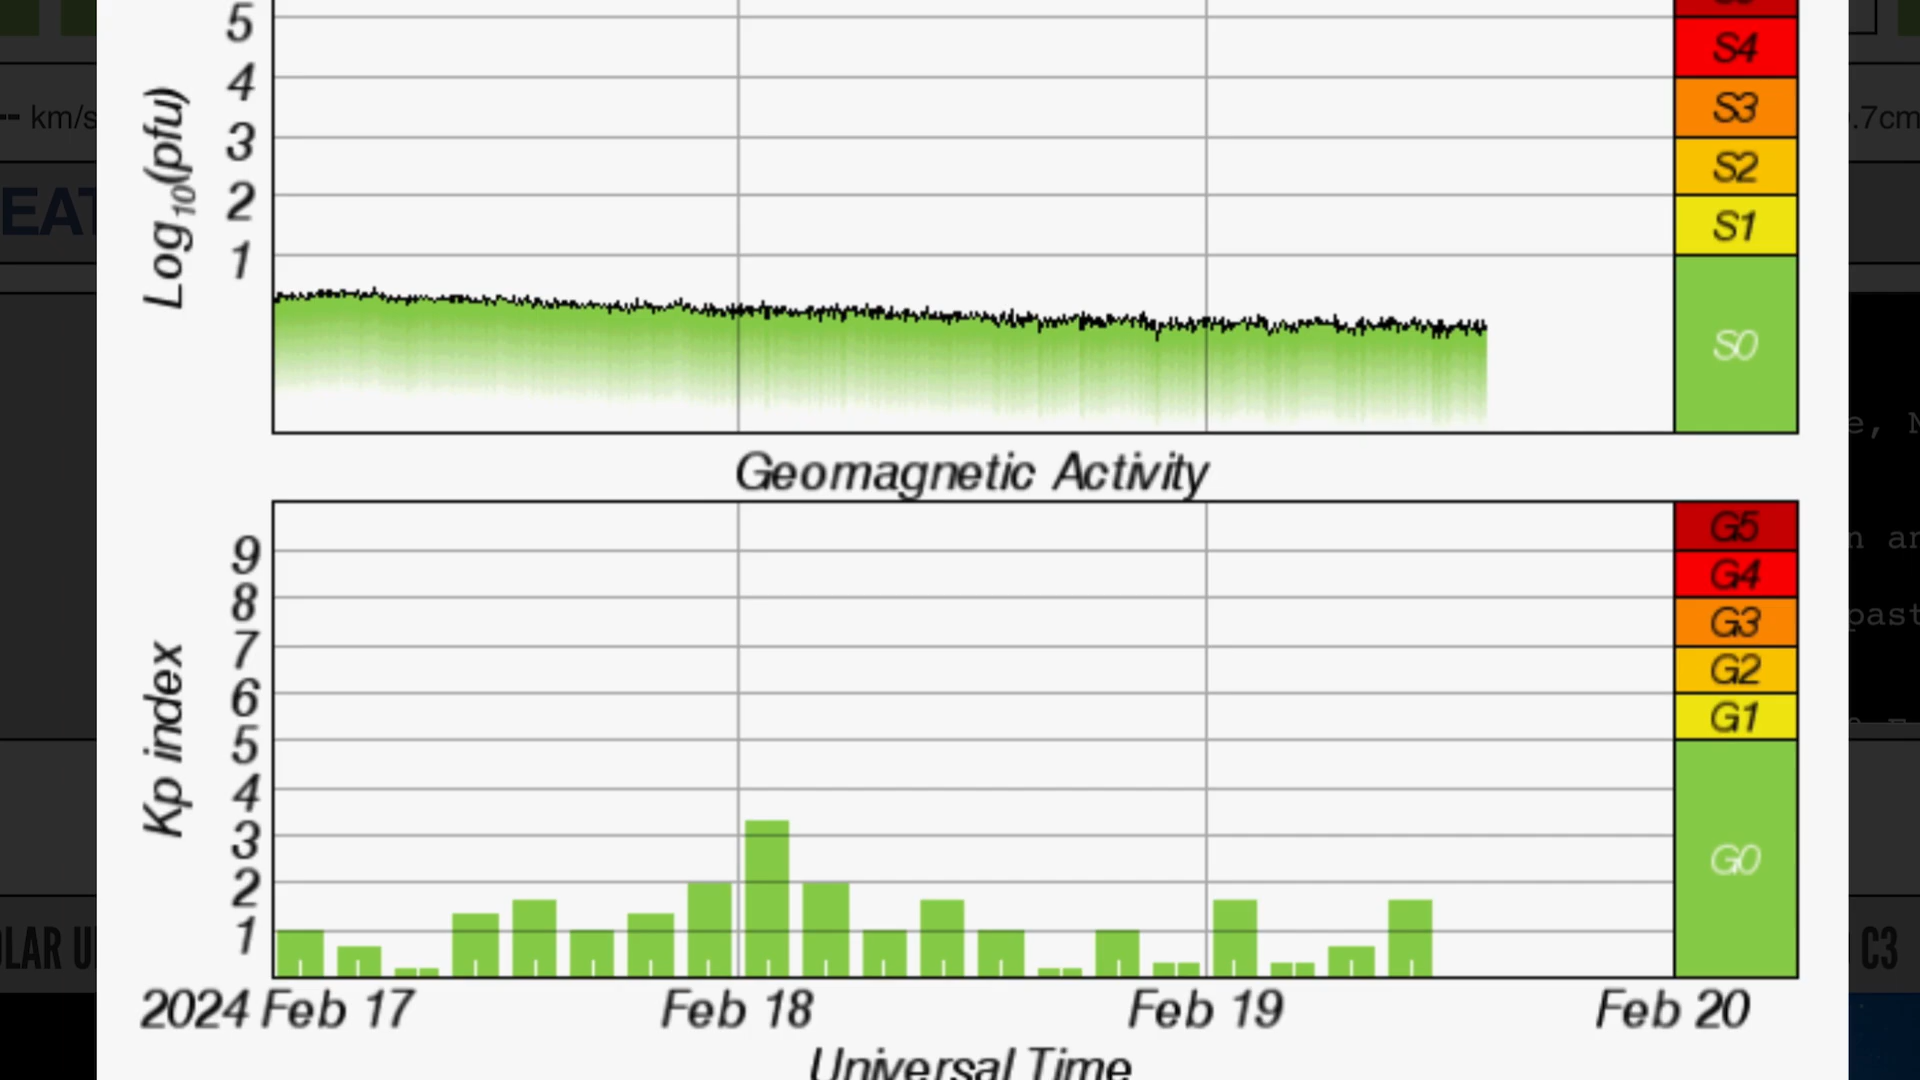 5
S4
4
S3
-- km/s
.7cm
Log10(pfu)
3
S2
2
EAT
S1
1
S0
Geomagnetic Activity
G5
9
G4
8
G3
past
7
G2
6
G1
5
Kp index
4
3
G0
2
1
OLAR U
C3
2024 Feb 17 Feb 18 Feb 19 Feb 20
Universal Time